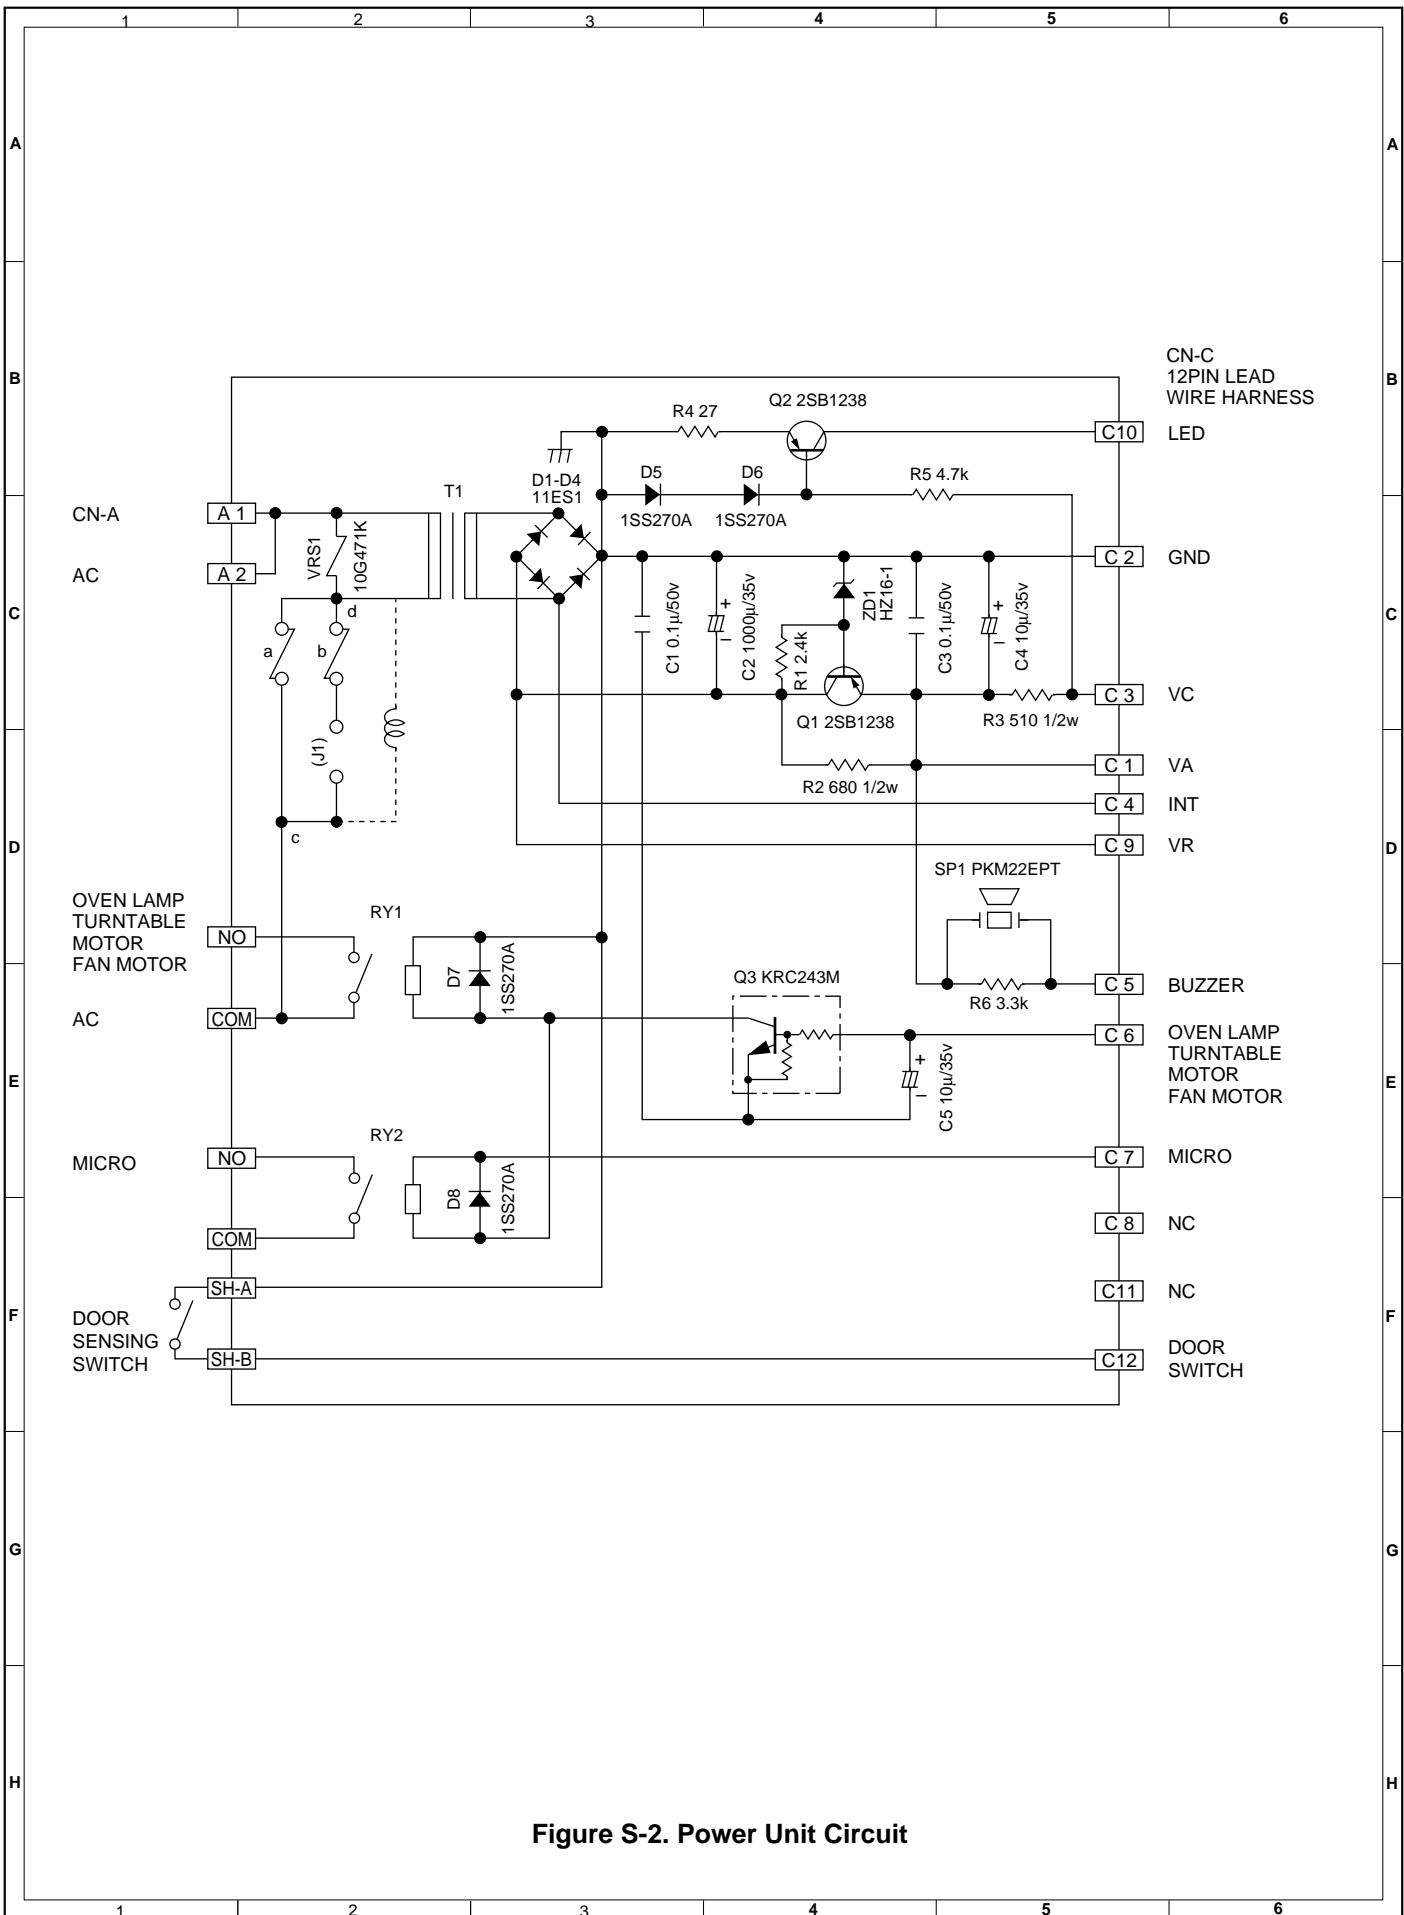 1 2 3 4 5 6
A A
CN-C
B 12PIN LEAD B
WIRE HARNESS
Q2 2SB1238
R4 27
C10 LED
D5 D6 R5 4.7k
D1-D4
11ES1
T1
1SS270A 1SS270A
CN-A A 1
VRS1
10G471K
AC A 2
C 2 GND
ZD1
HZ16-1
C C
d
a b
C1 0.1µ/50v
+
–
C2 1000µ/35v
R1 2.4k
C3 0.1µ/50v
+
–
C4 10µ/35v
C 3 VC
Q1 2SB1238 R3 510 1/2w
(J1)
C 1 VA
R2 680 1/2w
C 4 INT
c
D D
C 9 VR
SP1 PKM22EPT
OVEN LAMP
TURNTABLE
MOTOR
FAN MOTOR
NO
RY1
D7
1SS270A
Q3 KRC243M
R6 3.3k
C 5 BUZZER
AC COM
C 6 OVEN LAMP
TURNTABLE
MOTOR
FAN MOTOR
+
–
C5 10µ/35v
E E
RY2
MICRO NO
C 7 MICRO
D8
1SS270A
COM
C 8 NC
SH-A
C11 NC
F F
DOOR
SENSING
SWITCH
SH-B
C12 DOOR
SWITCH
G G
H H
Figure S-2. Power Unit Circuit
1 2 3 4 5 6